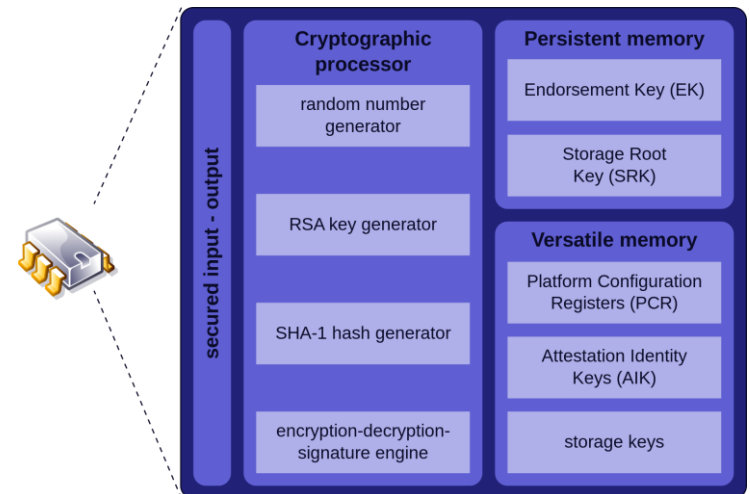 secured input - output
Cryptographic
processor
random number
generator
RSA key generator
SHA-1 hash generator
encryption-decryption-
signature engine
Persistent memory
Endorsement Key (EK)
Storage Root
Key (SRK)
Versatile memory
Platform Configuration
Registers (PCR)
Attestation Identity
Keys (AIK)
storage keys